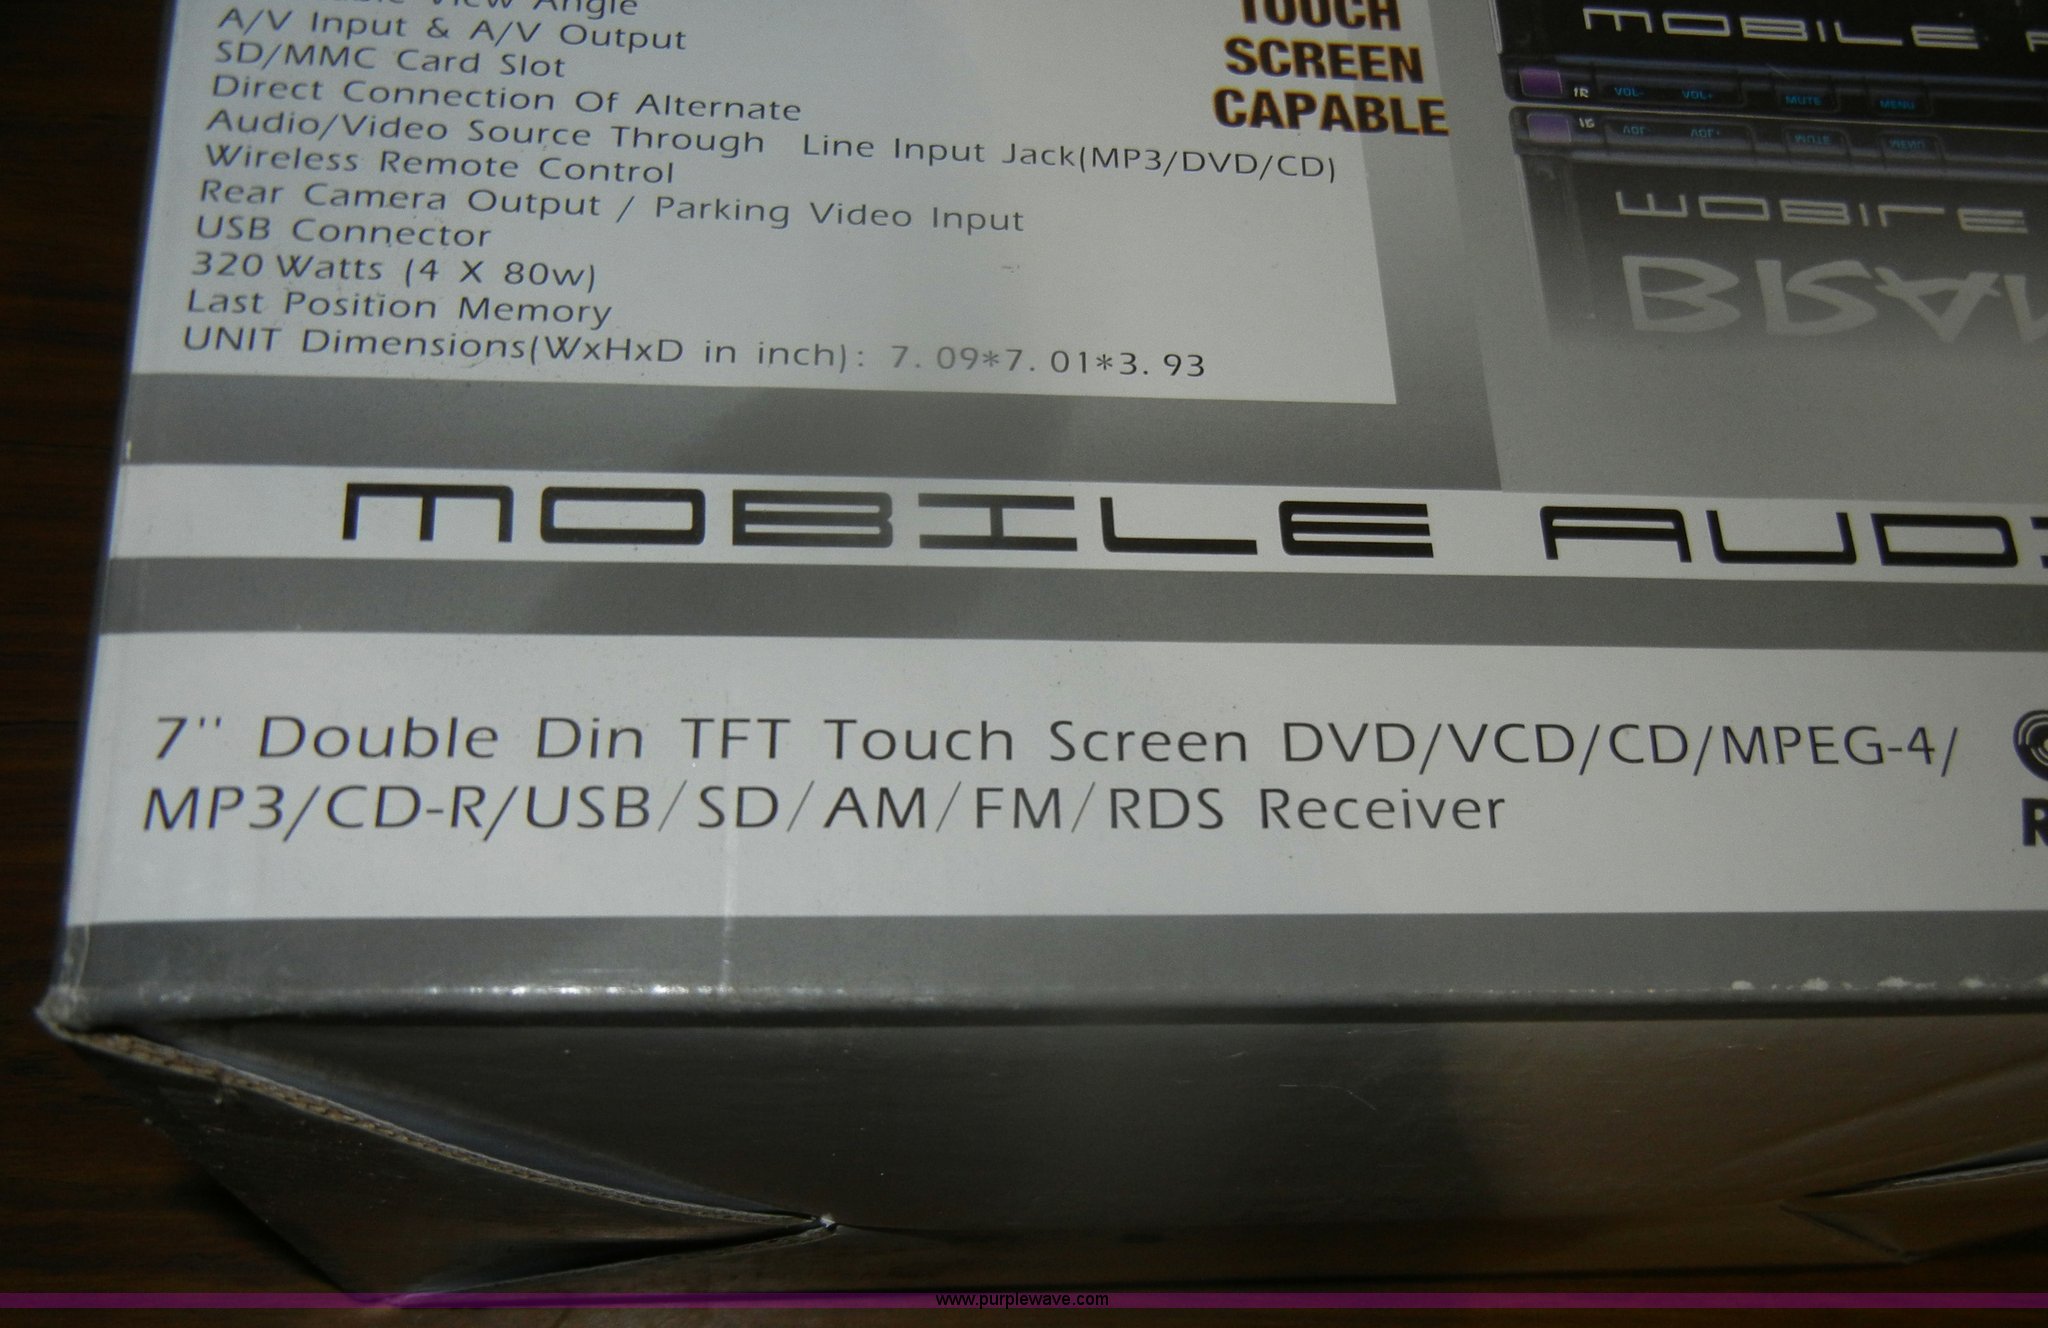 View Angle
A/V Input & A/V Output
SD/MMC Card Slot
Direct Connection Of Alternate
Audio/Video Source Through Line Input Jack(MP3/DVD/CD)
Wireless Remote Control
Rear Camera Output / Parking Video Input
USB Connector
320 Watts (4 X 80w)
Last Position Memory
UNIT Dimensions(WxHxD in inch): 7.09*7.01*3.93
TOUCH
SCREEN
CAPABLE
MOBILE
IR VOL- VOL+ MUTE MENU
MOBILE AUDI
7'' Double Din TFT Touch Screen DVD/VCD/CD/MPEG-4/
MP3/CD-R/USB/SD/AM/FM/RDS Receiver
www.purplewave.com